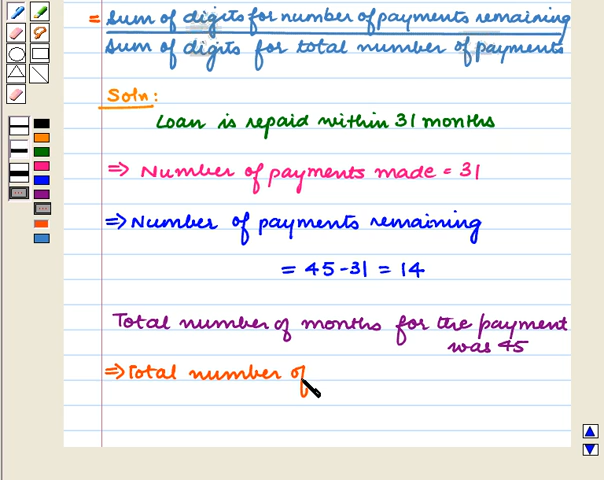 = Sum of digits for number of payments remaining
Sum of digits for total number of payments
Soln:
Loan is repaid within 31 months
⇒ Number of payments made = 31
⇒ Number of payments remaining
= 45 - 31 = 14
Total number of months for the payment
was 45
⇒ Total number of